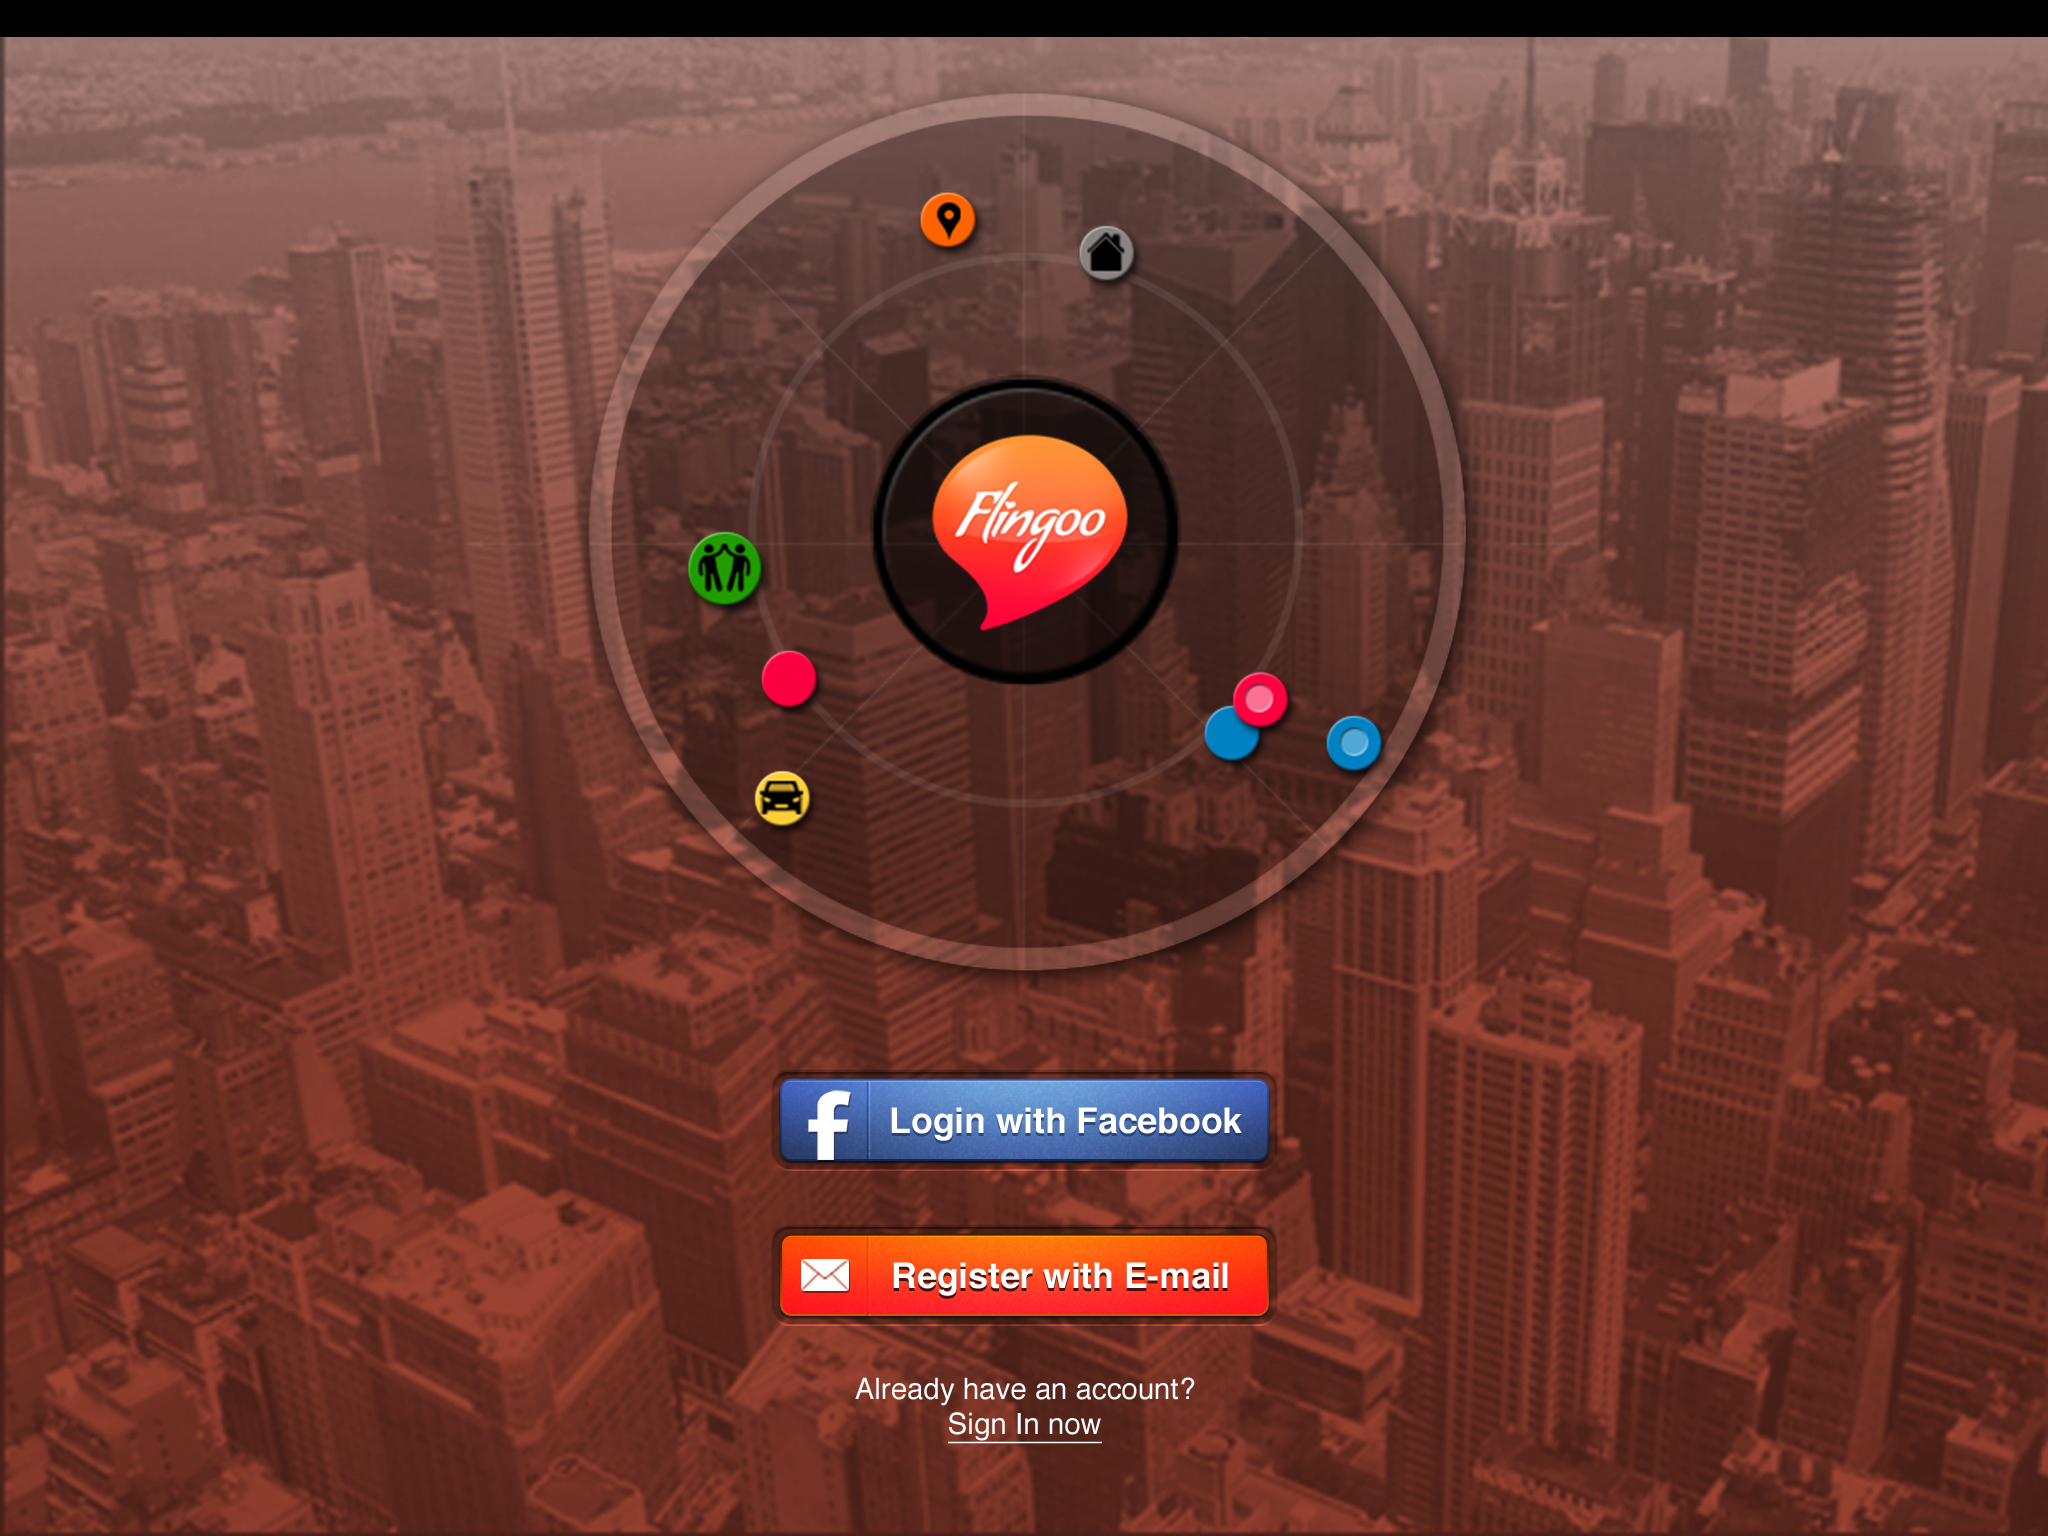 Flingoo
Login with Facebook
Register with E-mail
Already have an account?
Sign In now